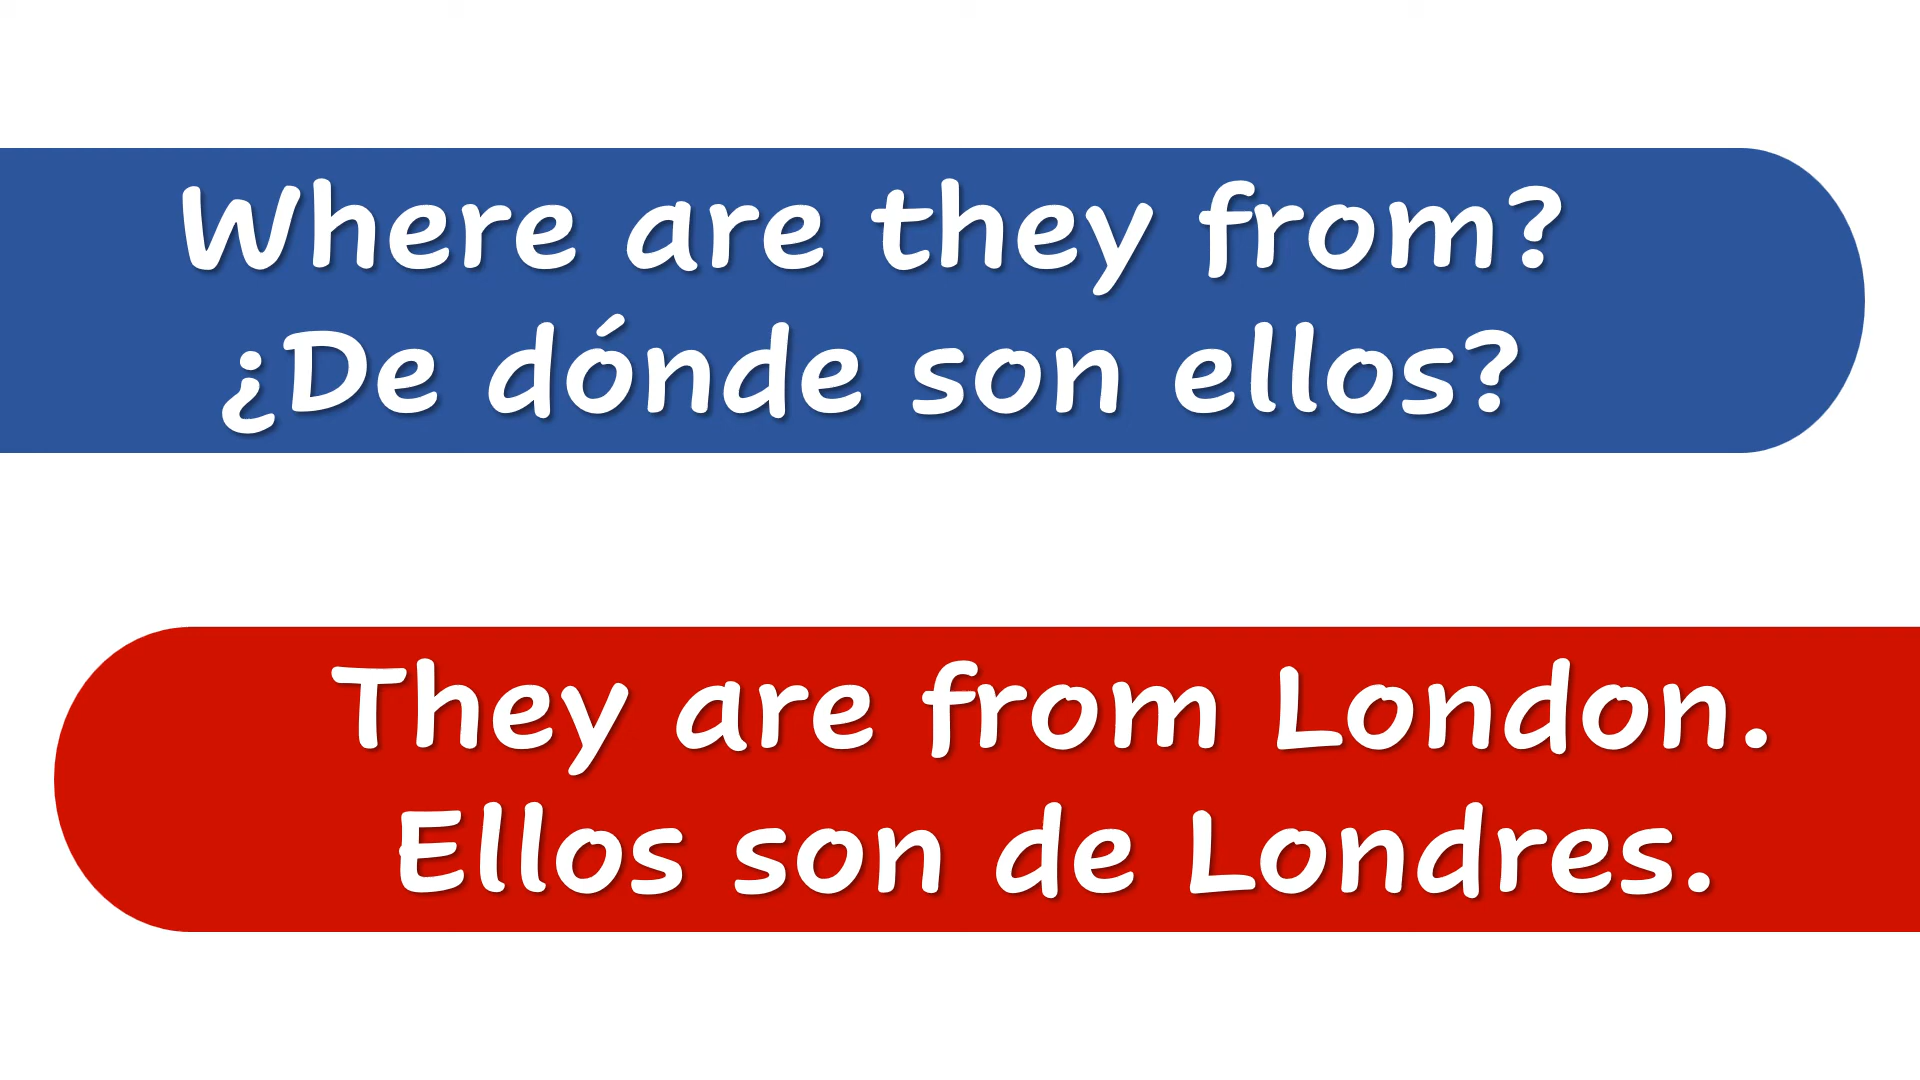 Where are they from?
¿De dónde son ellos?
They are from London.
Ellos son de Londres.